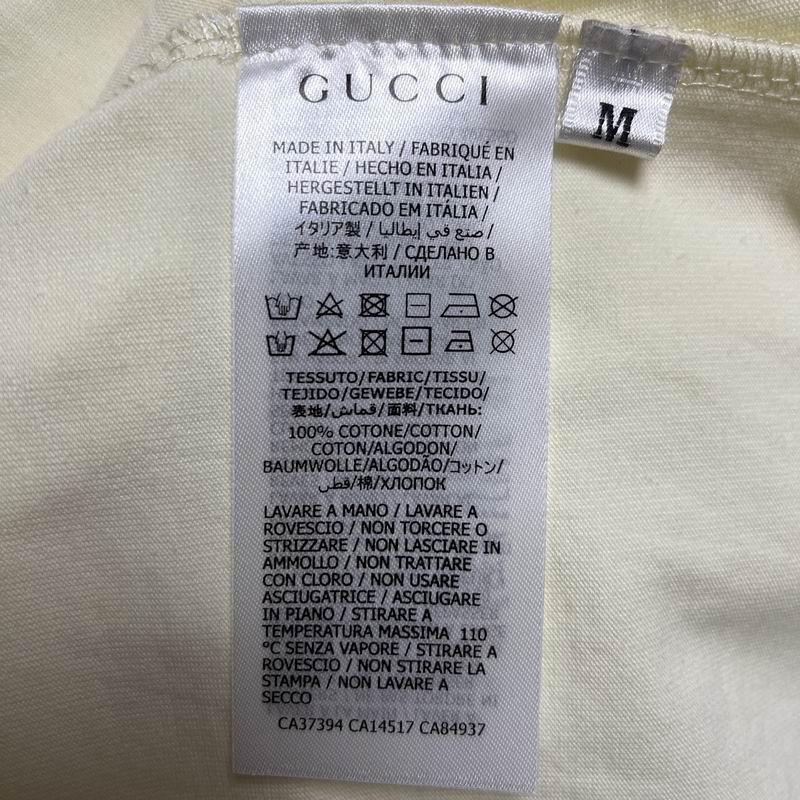 GUCCI
M
MADE IN ITALY / FABRIQUÉ EN
ITALIE / HECHO EN ITALIA /
HERGESTELLT IN ITALIEN /
FABRICADO EM ITÁLIA /
イタリア製 / صنع في إيطاليا /
产地:意大利 / СДЕЛАНО В
ИТАЛИИ
TESSUTO/FABRIC/TISSU/
TEJIDO/GEWEBE/TECIDO/
表地/قماش/面料/ТКАНЬ:
100% COTONE/COTTON/
COTON/ALGODON/
BAUMWOLLE/ALGODÃO/コットン/
قطن/棉/ХЛОПОК
LAVARE A MANO / LAVARE A
ROVESCIO / NON TORCERE O
STRIZZARE / NON LASCIARE IN
AMMOLLO / NON TRATTARE
CON CLORO / NON USARE
ASCIUGATRICE / ASCIUGARE
IN PIANO / STIRARE A
TEMPERATURA MASSIMA 110
°C SENZA VAPORE / STIRARE A
ROVESCIO / NON STIRARE LA
STAMPA / NON LAVARE A
SECCO
CA37394 CA14517 CA84937